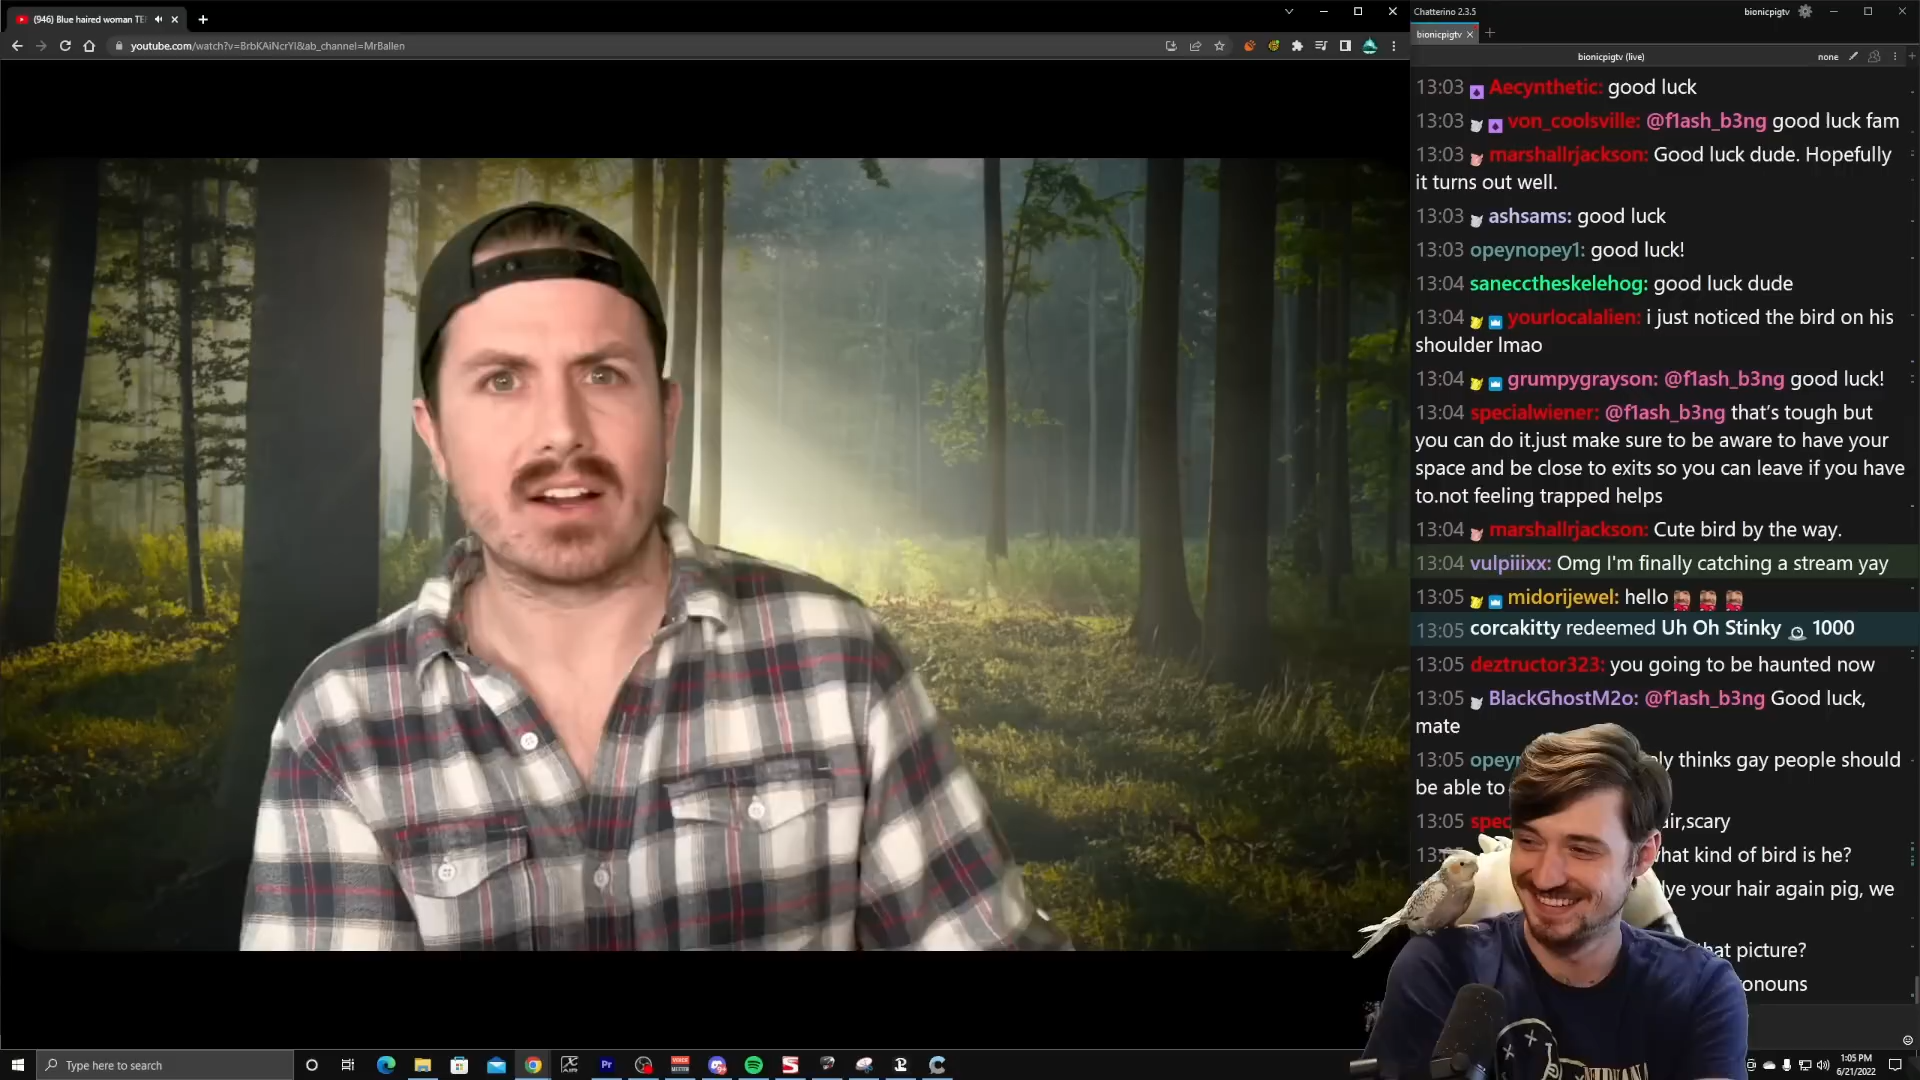 (946) Blue haired woman TE
youtube.com/watch?v=BrbKAiNcrYI&ab_channel=MrBallen
Chatterino 2.3.5
bionicpigtv
bionicpigtv
bionicpigtv (live)
none
13:03 Aecynthetic: good luck
13:03 von_coolsville: @f1ash_b3ng good luck fam
13:03 marshallrjackson: Good luck dude. Hopefully
it turns out well.
13:03 ashsams: good luck
13:03 opeynopey1: good luck!
13:04 saneccetheskelehog: good luck dude
13:04 yourlocalalien: i just noticed the bird on his
shoulder lmao
13:04 grumpygrayson: @f1ash_b3ng good luck!
13:04 specialwiener: @f1ash_b3ng that's tough but
you can do it.just make sure to be aware to have your
space and be close to exits so you can leave if you have
to.not feeling trapped helps
13:04 marshallrjackson: Cute bird by the way.
13:04 vulpiiixx: Omg I'm finally catching a stream yay
13:05 midorijewel: hello
13:05 corcakitty redeemed Uh Oh Stinky 1000
13:05 deztructor323: you going to be haunted now
13:05 BlackGhostM2o: @f1ash_b3ng Good luck,
mate
13:05 thinks gay people should
be able to
13:05 scary
what kind of bird is he?
your hair again pig, we
picture?
Type here to search
1:05 PM
6/21/2022